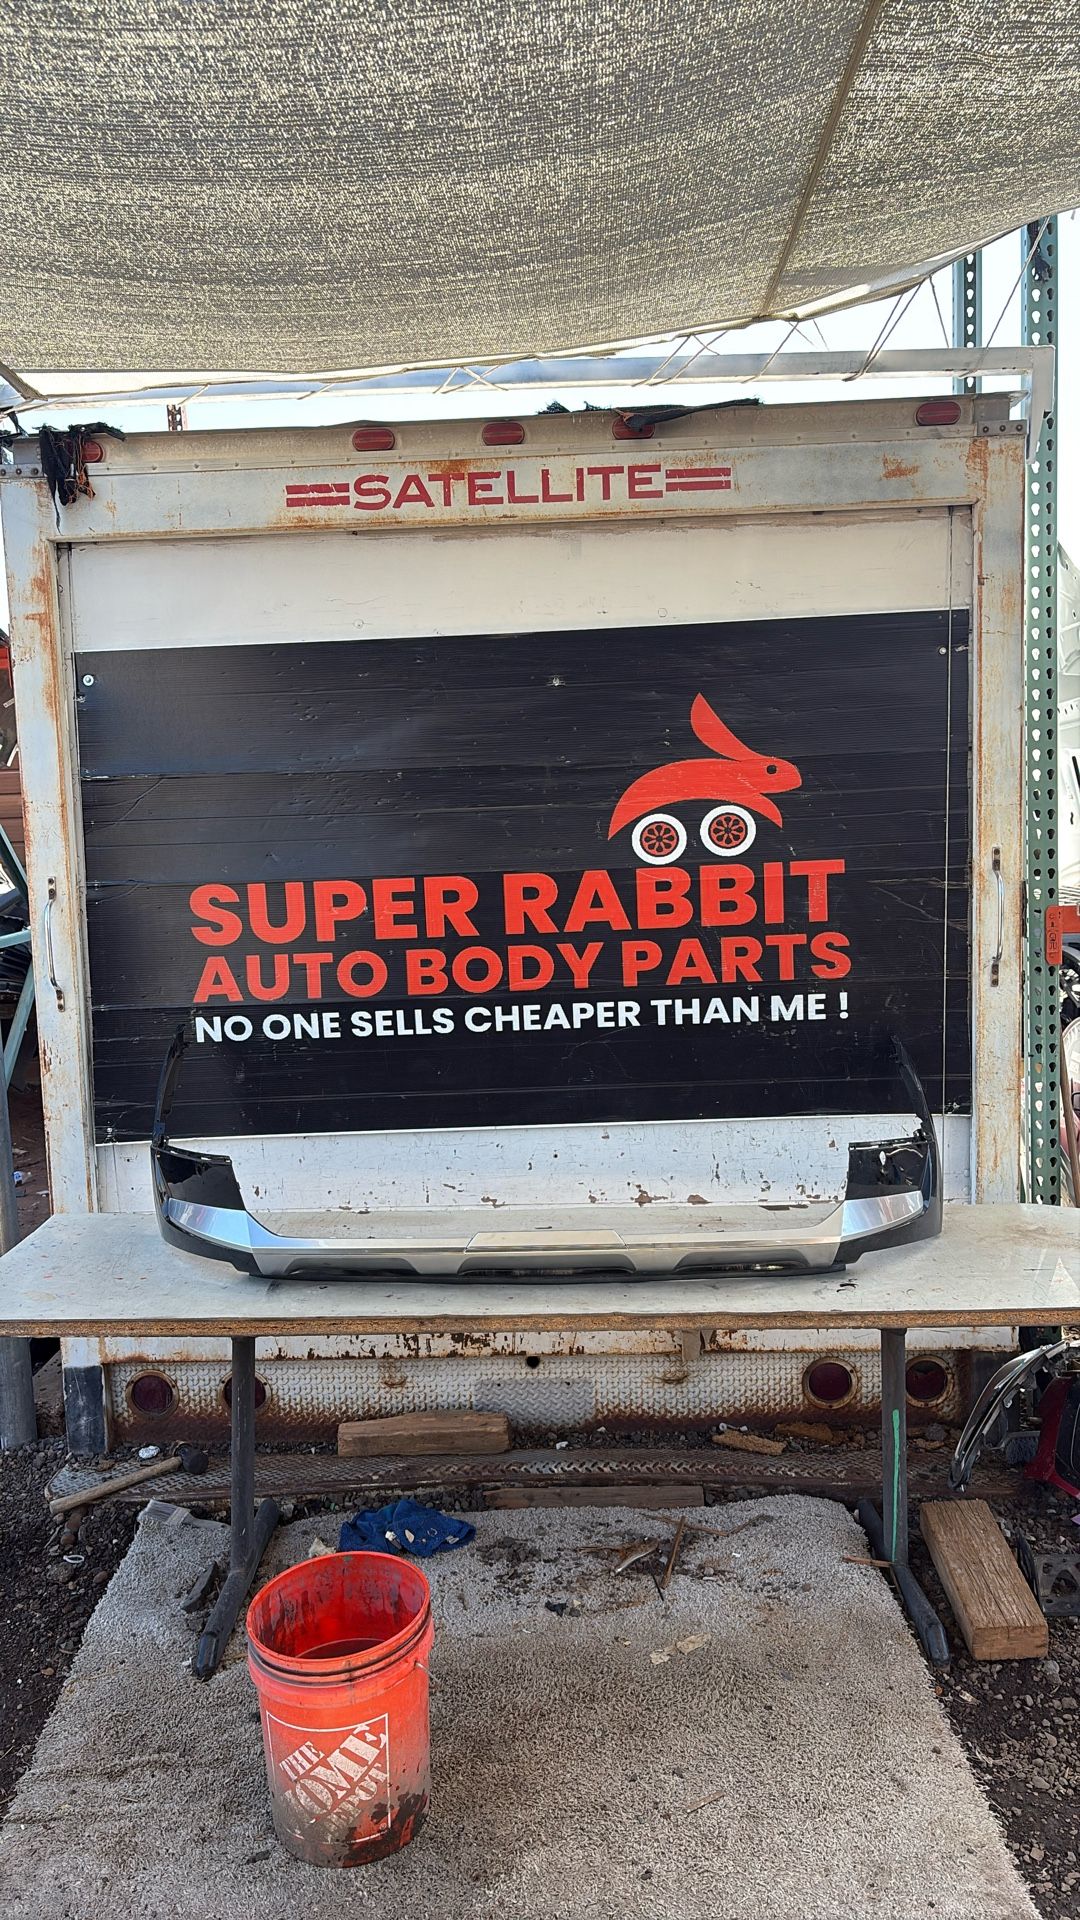 SATELLITE
SUPER RABBIT
AUTO BODY PARTS
NO ONE SELLS CHEAPER THAN ME !
THE
HOME
DEPOT